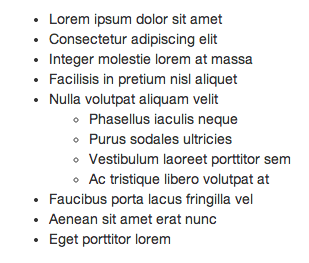 Lorem ipsum dolor sit amet
Consectetur adipiscing elit
Integer molestie lorem at massa
Facilisis in pretium nisl aliquet
Nulla volutpat aliquam velit
Phasellus iaculis neque
Purus sodales ultricies
Vestibulum laoreet porttitor sem
Ac tristique libero volutpat at
Faucibus porta lacus fringilla vel
Aenean sit amet erat nunc
Eget porttitor lorem